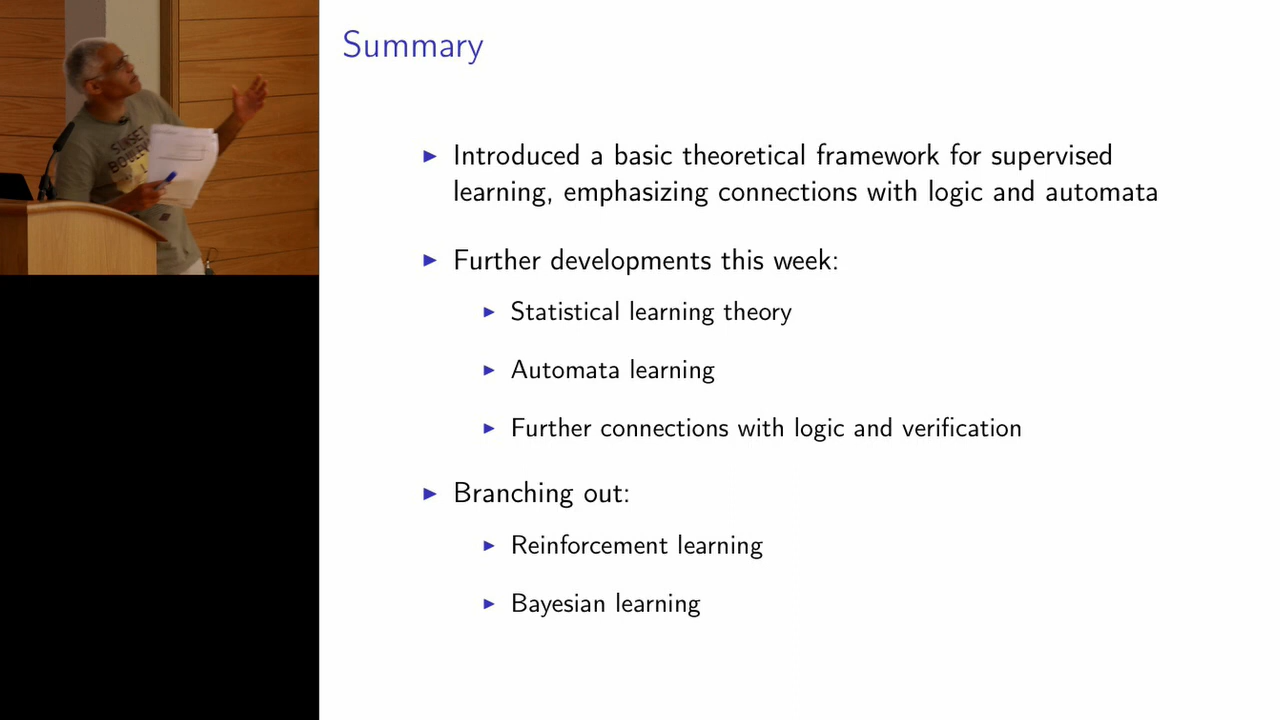 Summary
Introduced a basic theoretical framework for supervised
learning, emphasizing connections with logic and automata
Further developments this week:
Statistical learning theory
Automata learning
Further connections with logic and verification
Branching out:
Reinforcement learning
Bayesian learning
SUNSET